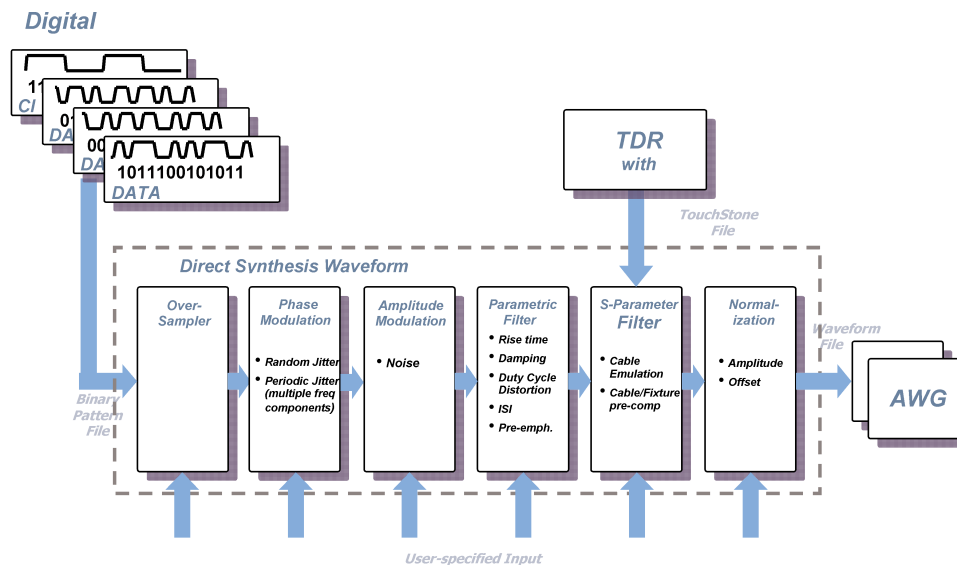 Digital
11
CI
01
DA
00
DA
1011100101011
DATA
TDR
with
TouchStone
File
Direct Synthesis Waveform
Over-
Sampler
Phase
Modulation
• Random Jitter
• Periodic Jitter
(multiple freq
components)
Amplitude
Modulation
• Noise
Parametric
Filter
• Rise time
• Damping
• Duty Cycle
Distortion
• ISI
• Pre-emph.
S-Parameter
Filter
• Cable
Emulation
• Cable/Fixture
pre-comp
Normal-
ization
• Amplitude
• Offset
Waveform
File
AWG
Binary
Pattern
File
User-specified Input